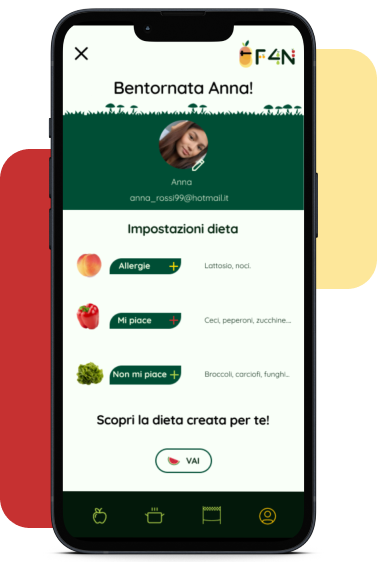 F4N
Bentornata Anna!
Anna
anna_rossi99@hotmail.it
Impostazioni dieta
Allergie + Lattosio, noci.
Mi piace + Ceci, peperoni, zucchine...
Non mi piace + Broccoli, carciofi, funghi..
Scopri la dieta creata per te!
VAI